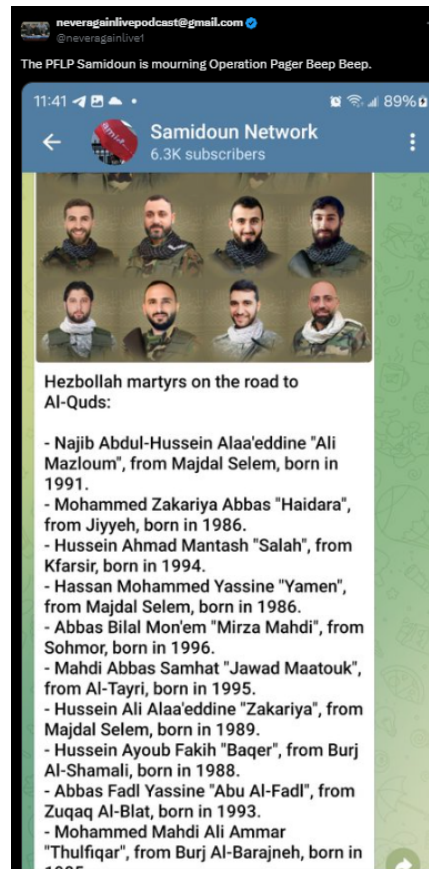 neveragainlivepodcast@gmail.com
@neveragainlive1
The PFLP Samidoun is mourning Operation Pager Beep Beep.
11:41
89%
Samidoun Network
6.3K subscribers
Hezbollah martyrs on the road to
Al-Quds:
- Najib Abdul-Hussein Alaa'eddine "Ali
Mazloum", from Majdal Selem, born in
1991.
- Mohammed Zakariya Abbas "Haidara",
from Jiyyeh, born in 1986.
- Hussein Ahmad Mantash "Salah", from
Kfarsir, born in 1994.
- Hassan Mohammed Yassine "Yamen",
from Majdal Selem, born in 1986.
- Abbas Bilal Mon'em "Mirza Mahdi", from
Sohmor, born in 1996.
- Mahdi Abbas Samhat "Jawad Maatouk",
from Al-Tayri, born in 1995.
- Hussein Ali Alaa'eddine "Zakariya", from
Majdal Selem, born in 1989.
- Hussein Ayoub Fakih "Baqer", from Burj
Al-Shamali, born in 1988.
- Abbas Fadl Yassine "Abu Al-Fadl", from
Zuqaq Al-Blat, born in 1993.
- Mohammed Mahdi Ali Ammar
"Thulfiqar", from Burj Al-Barajneh, born in